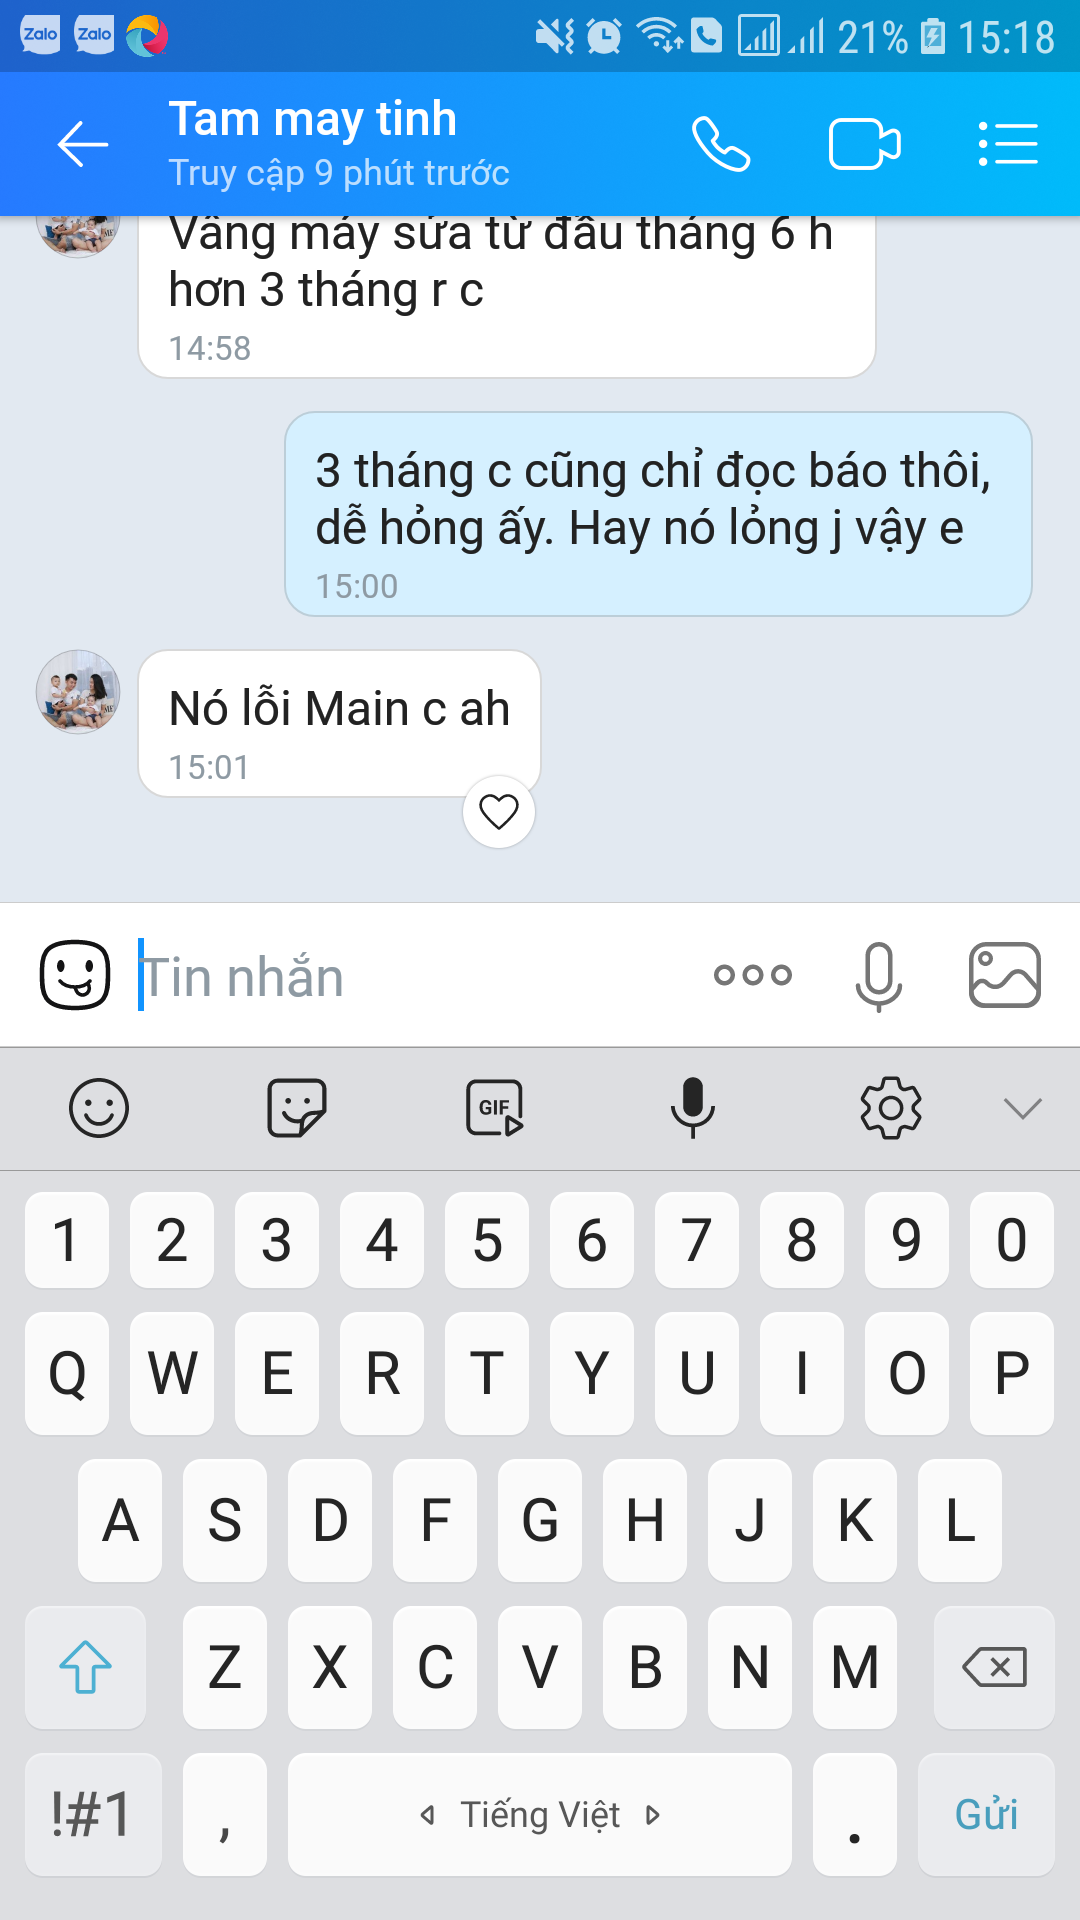 Zalo Zalo 21% 15:18
Tam may tinh
Truy cập 9 phút trước
Vâng máy sửa từ đầu tháng 6 h
hơn 3 tháng r c
14:58
3 tháng c cũng chỉ đọc báo thôi,
dễ hỏng ấy. Hay nó lỏng j vậy e
15:00
Nó lỗi Main c ah
15:01
Tin nhắn
GIF
1 2 3 4 5 6 7 8 9 0
Q W E R T Y U I O P
A S D F G H J K L
Z X C V B N M
!#1 , Tiếng Việt . Gửi